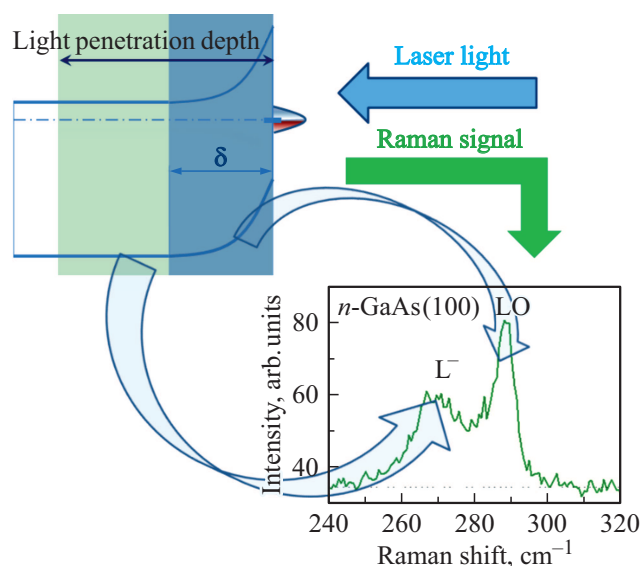 Light penetration depth
Laser light
Raman signal
δ
n-GaAs(100) LO
L⁻
80
60
40
Intensity, arb. units
240 260 280 300 320
Raman shift, cm⁻¹